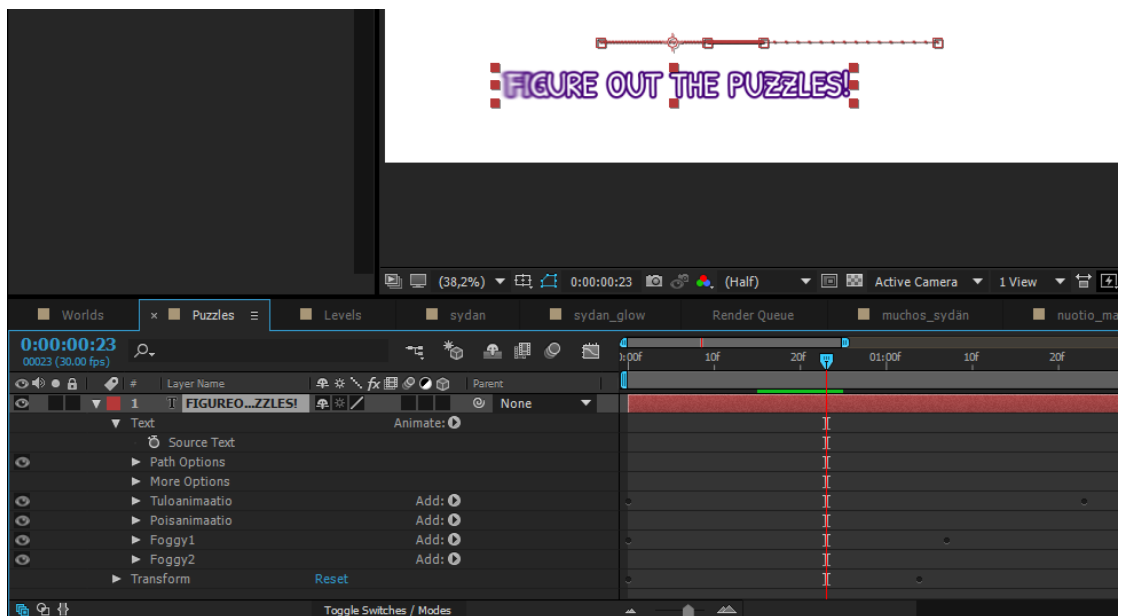 FIGURE OUT THE PUZZLES!
(38,2%) 0:00:00:23 (Half) Active Camera 1 View
Worlds × Puzzles Levels sydan sydan_glow Render Queue muchos_sydän nuotio_ma
0:00:00:23
00023 (30.00 fps)
):00F 10f 20f 01:00F 10f 20f
# Layer Name fx Parent
1 T FIGUREO...ZZLES! None
Text Animate:
Source Text
Path Options
More Options
Tuloanimaatio Add:
Poisanimaatio Add:
Foggy1 Add:
Foggy2 Add:
Transform Reset
Toggle Switches / Modes